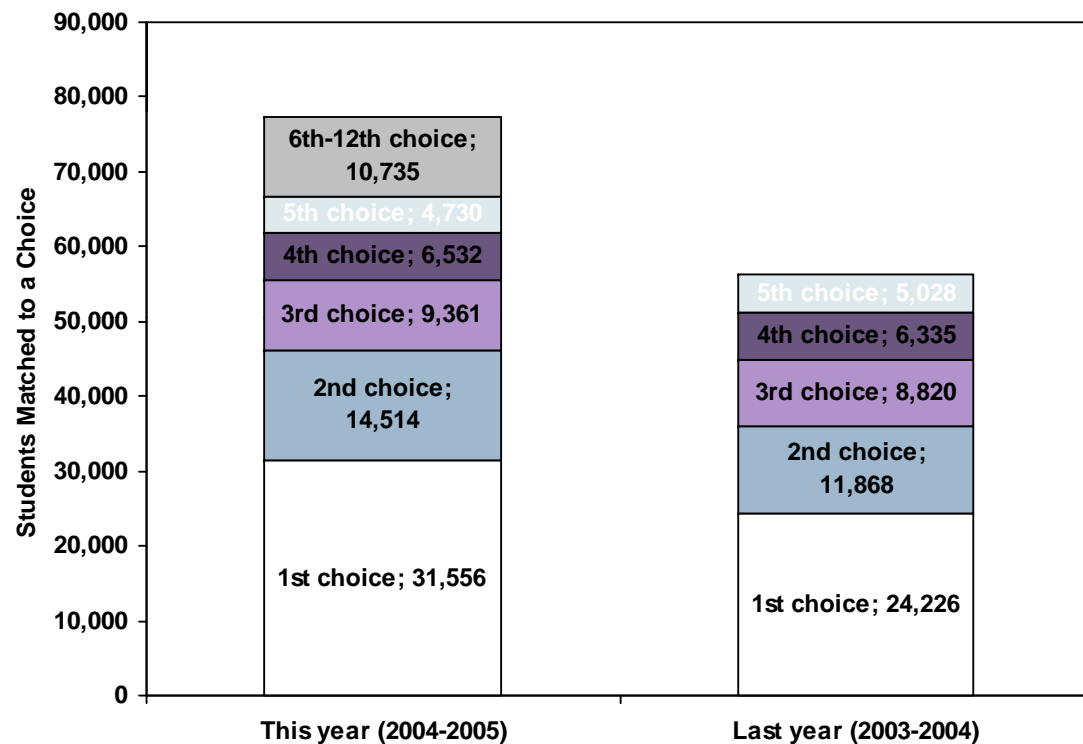 90,000
80,000
70,000
60,000
50,000
40,000
30,000
20,000
10,000
0
Students Matched to a Choice
6th-12th choice;
10,735
5th choice; 4,730
4th choice; 6,532
3rd choice; 9,361
2nd choice;
14,514
1st choice; 31,556
5th choice; 5,028
4th choice; 6,335
3rd choice; 8,820
2nd choice;
11,868
1st choice; 24,226
This year (2004-2005)
Last year (2003-2004)